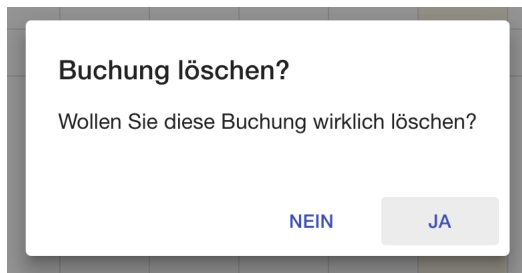 Buchung löschen?
Wollen Sie diese Buchung wirklich löschen?
NEIN JA